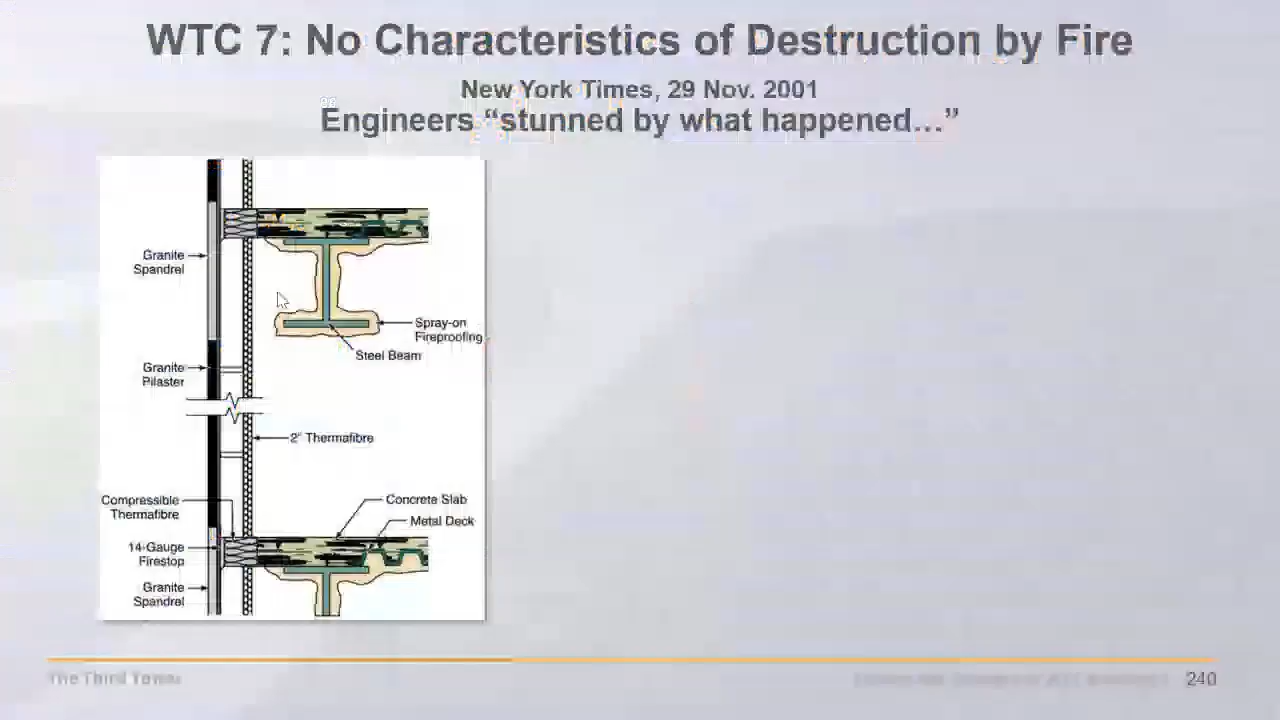 WTC 7: No Characteristics of Destruction by Fire
New York Times, 29 Nov. 2001
Engineers “stunned by what happened…”
Granite
Spandrel
Spray-on
Fireproofing
Steel Beam
Granite
Pilaster
2" Thermafibre
Compressible
Thermafibre
Concrete Slab
Metal Deck
14-Gauge
Firestop
Granite
Spandrel
The Third Tower
240